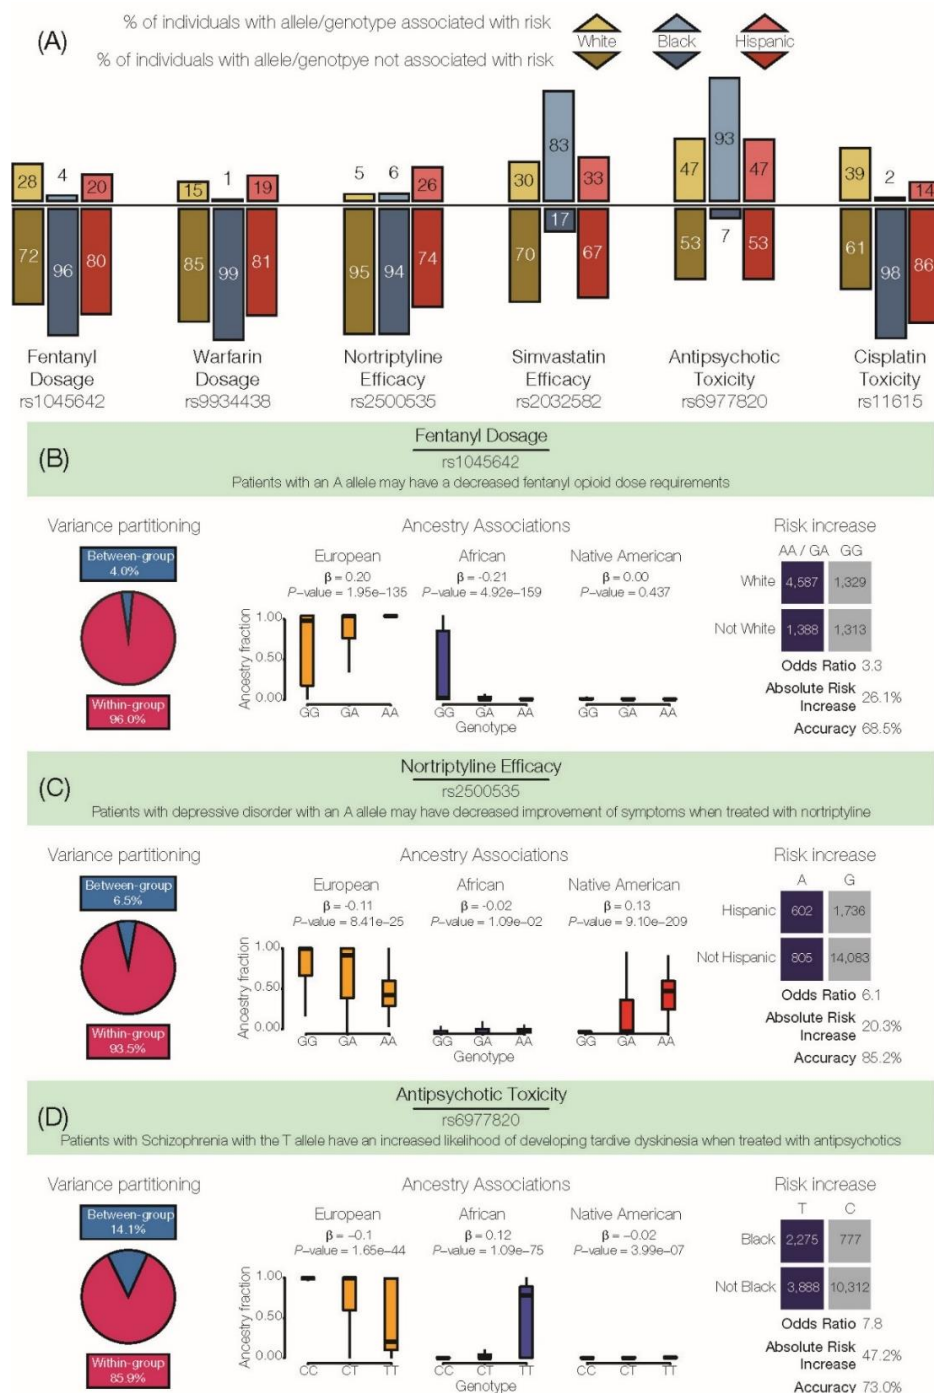 (A)
% of individuals with allele/genotype associated with risk
White Black Hispanic
% of individuals with allele/genotpye not associated with risk
28 4 20 15 1 19 5 6 26 30 83 33 47 93 47 39 2 14
72 96 80 85 99 81 95 94 74 70 17 67 53 7 53 61 98 86
Fentanyl Warfarin Nortriptyline Simvastatin Antipsychotic Cisplatin
Dosage Dosage Efficacy Efficacy Toxicity Toxicity
rs1045642 rs9934438 rs2500535 rs2032582 rs6977820 rs11615
(B)
Fentanyl Dosage
rs1045642
Patients with an A allele may have a decreased fentanyl opioid dose requirements
Variance partitioning
Between-group
4.0%
Within-group
96.0%
Ancestry Associations
European African Native American
β = 0.20 β = -0.21 β = 0.00
P–value = 1.95e–135 P–value = 4.92e–159 P–value = 0.437
Ancestry fraction
1.00
0.50
0.00
GG GA AA GG GA AA GG GA AA
Genotype
Risk increase
AA / GA GG
White 4,587 1,329
Not White 1,388 1,313
Odds Ratio 3.3
Absolute Risk
Increase 26.1%
Accuracy 68.5%
(C)
Nortriptyline Efficacy
rs2500535
Patients with depressive disorder with an A allele may have decreased improvement of symptoms when treated with nortriptyline
Variance partitioning
Between-group
6.5%
Within-group
93.5%
Ancestry Associations
European African Native American
β = -0.11 β = -0.02 β = 0.13
P–value = 8.41e–25 P–value = 1.09e–02 P–value = 9.10e–209
Ancestry fraction
1.00
0.50
0.00
GG GA AA GG GA AA GG GA AA
Genotype
Risk increase
A G
Hispanic 602 1,736
Not Hispanic 805 14,083
Odds Ratio 6.1
Absolute Risk
Increase 20.3%
Accuracy 85.2%
(D)
Antipsychotic Toxicity
rs6977820
Patients with Schizophrenia with the T allele have an increased likelihood of developing tardive dyskinesia when treated with antipsychotics
Variance partitioning
Between-group
14.1%
Within-group
85.9%
Ancestry Associations
European African Native American
β = –0.1 β = 0.12 β = –0.02
P–value = 1.65e–44 P–value = 1.09e–75 P–value = 3.99e–07
Ancestry fraction
1.00
0.50
0.00
CC CT TT CC CT TT CC CT TT
Genotype
Risk increase
T C
Black 2,275 777
Not Black 3,888 10,312
Odds Ratio 7.8
Absolute Risk
Increase 47.2%
Accuracy 73.0%